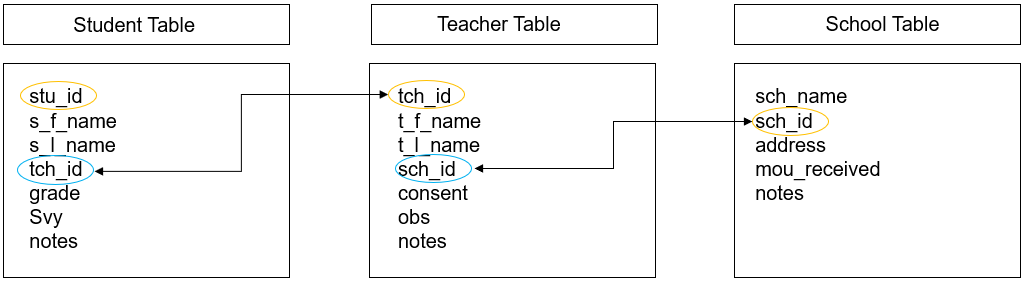 Student Table
stu_id
s_f_name
s_l_name
tch_id
grade
Svy
notes
Teacher Table
tch_id
t_f_name
t_l_name
sch_id
consent
obs
notes
School Table
sch_name
sch_id
address
mou_received
notes